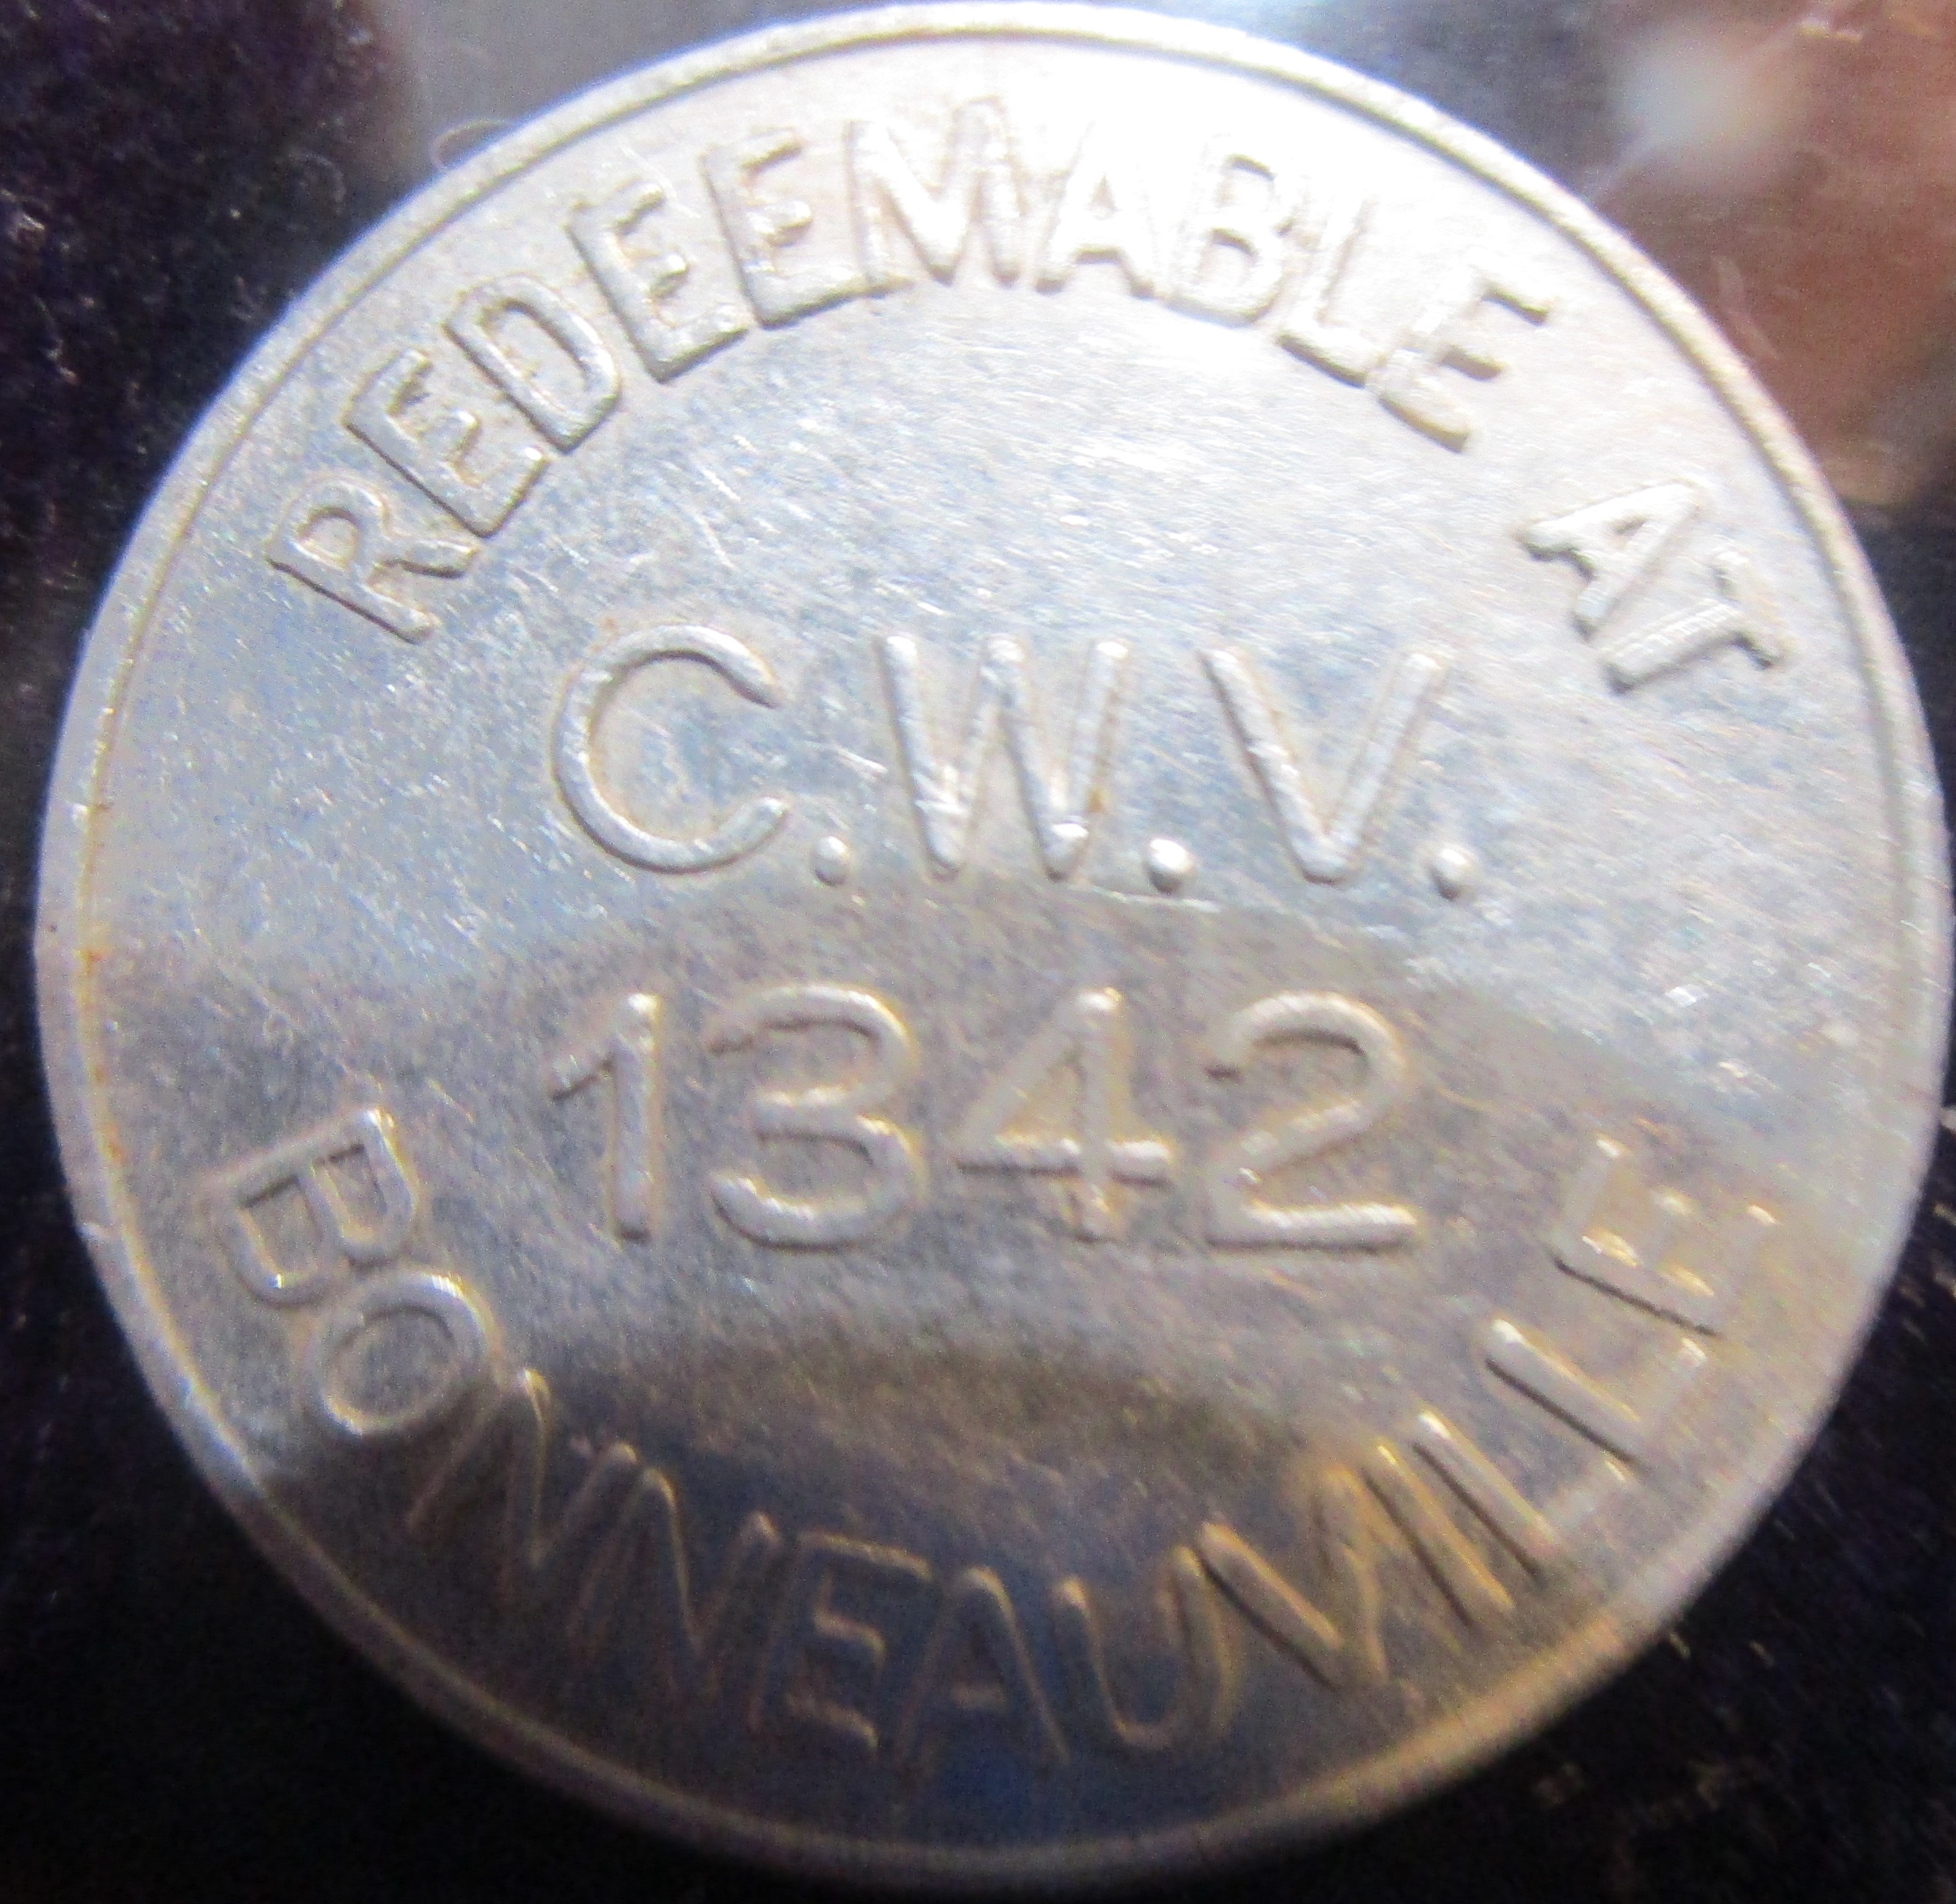 REDEEMABLE AT
C.W.V.
1342
BONNEAUVILLE